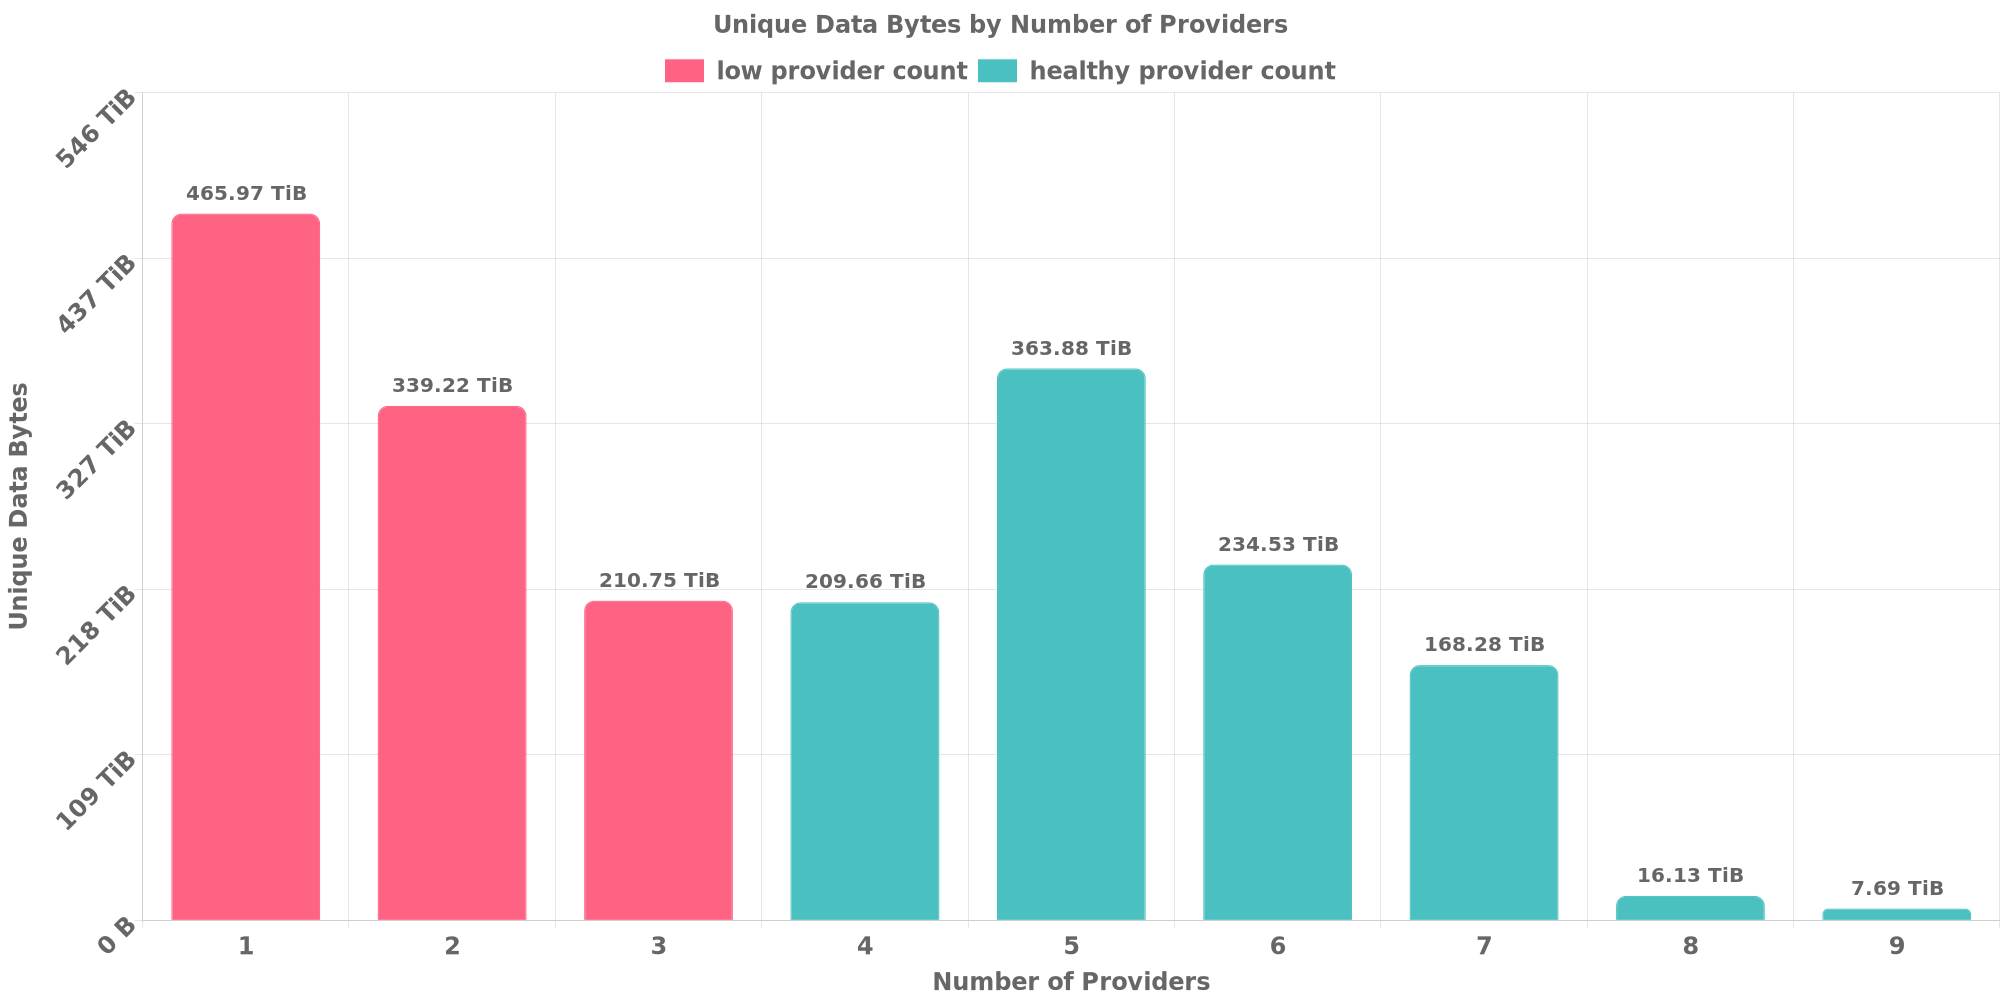 Unique Data Bytes by Number of Providers
low provider count healthy provider count
546 TiB
437 TiB
327 TiB
218 TiB
109 TiB
0 B
Unique Data Bytes
465.97 TiB
339.22 TiB
210.75 TiB
209.66 TiB
363.88 TiB
234.53 TiB
168.28 TiB
16.13 TiB
7.69 TiB
1 2 3 4 5 6 7 8 9
Number of Providers